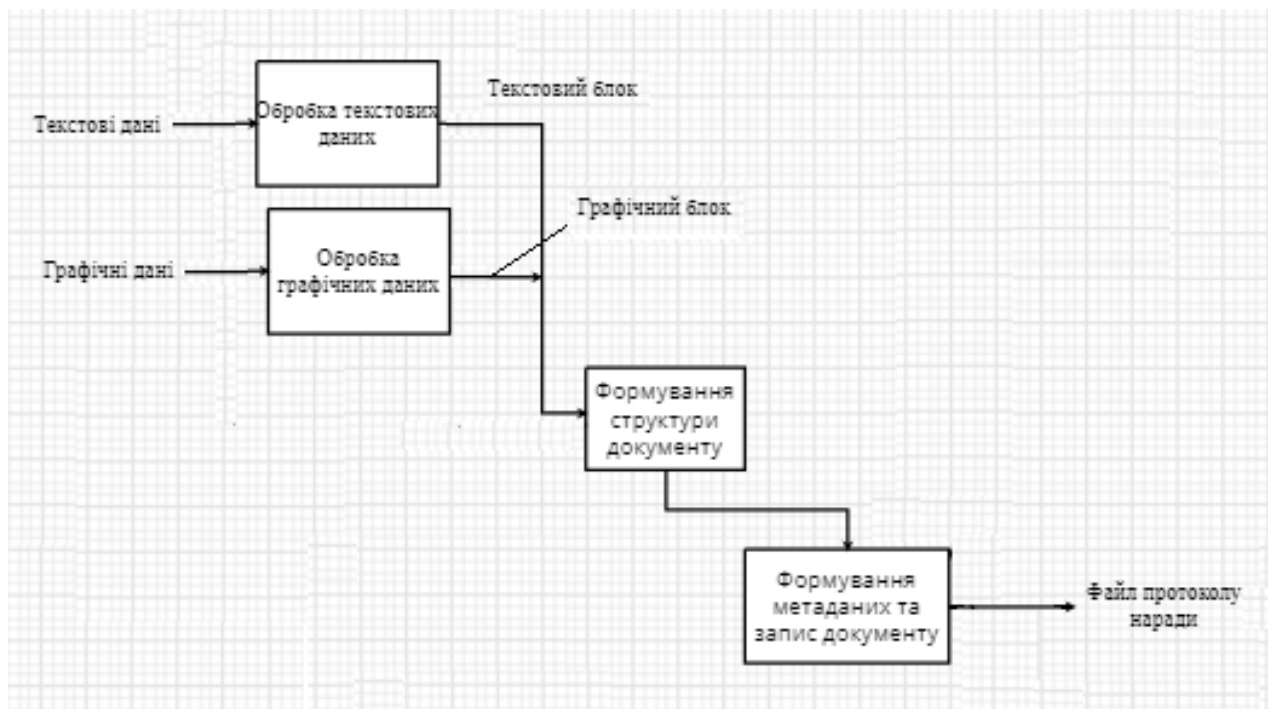 Текстовий блок
Обробка текстових
даних
Текстові дані
Графічний блок
Обробка
графічних даних
Графічні дані
Формування
структури
документу
Формування
метаданих та
запис документу
Файл протоколу
наради